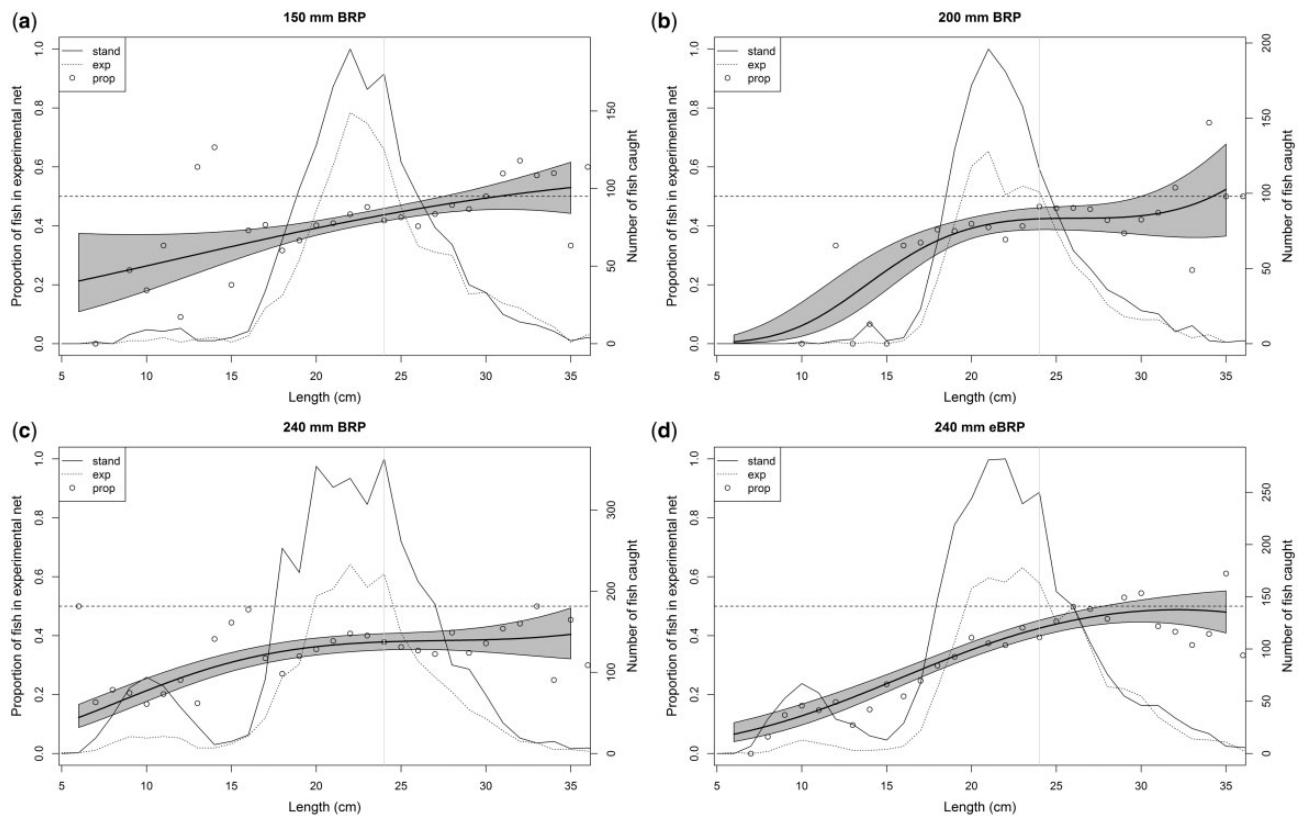 (a)
150 mm BRP
stand
exp
prop
Proportion of fish in experimental net
0.0 0.2 0.4 0.6 0.8 1.0
Number of fish caught
0 50 100 150
5 10 15 20 25 30 35
Length (cm)
(b)
200 mm BRP
stand
exp
prop
Proportion of fish in experimental net
0.0 0.2 0.4 0.6 0.8 1.0
Number of fish caught
0 50 100 150 200
5 10 15 20 25 30 35
Length (cm)
(c)
240 mm BRP
stand
exp
prop
Proportion of fish in experimental net
0.0 0.2 0.4 0.6 0.8 1.0
Number of fish caught
0 100 200 300
5 10 15 20 25 30 35
Length (cm)
(d)
240 mm eBRP
stand
exp
prop
Proportion of fish in experimental net
0.0 0.2 0.4 0.6 0.8 1.0
Number of fish caught
0 50 100 150 200 250
5 10 15 20 25 30 35
Length (cm)